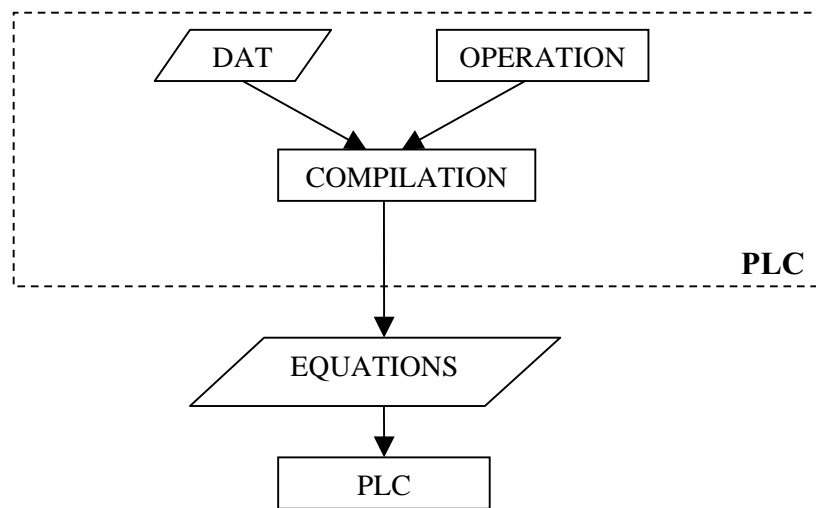 DAT
OPERATION
COMPILATION
PLC
EQUATIONS
PLC